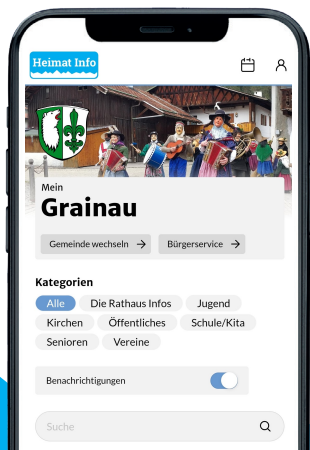 Heimat Info
Mein
Grainau
Gemeinde wechseln
Bürgerservice
Kategorien
Alle
Die Rathaus Infos
Jugend
Kirchen
Öffentliches
Schule/Kita
Senioren
Vereine
Benachrichtigungen
Suche